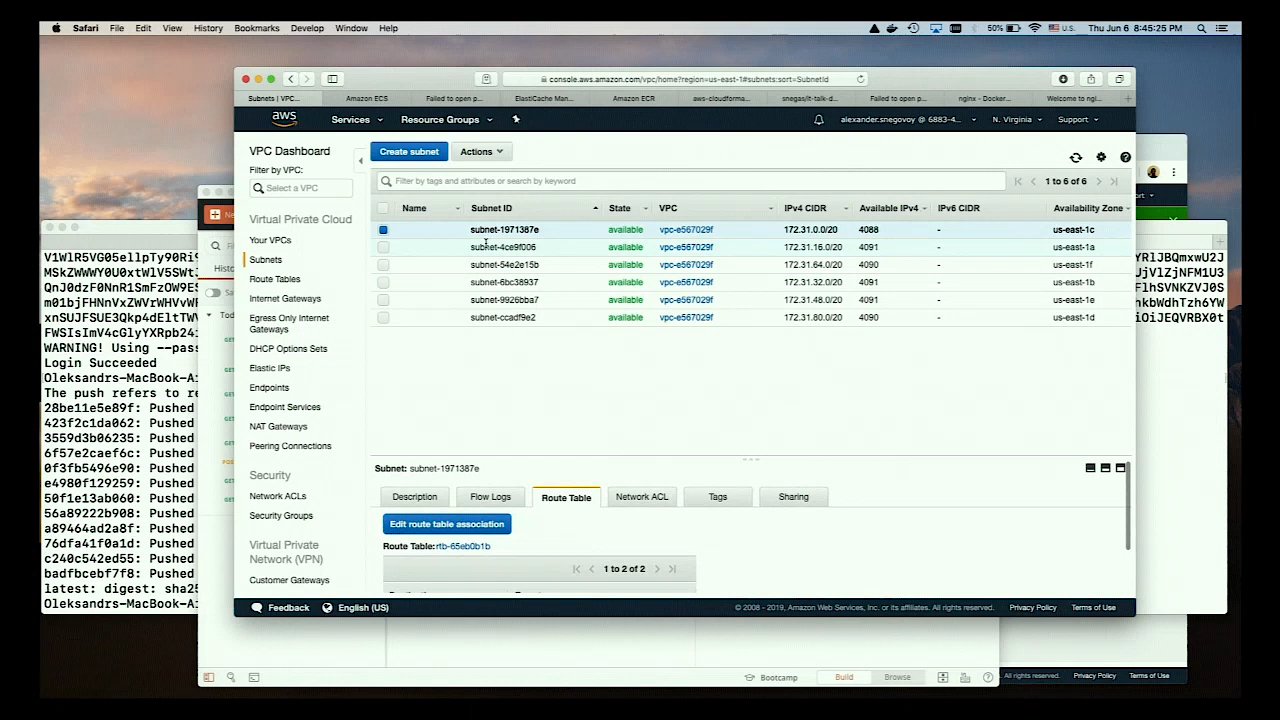 Safari File Edit View History Bookmarks Develop Window Help
50% U.S. Thu Jun 6 8:45:25 PM
console.aws.amazon.com/vpc/home?region=us-east-1#subnets:sort=SubnetId
Subnets | VPC... Amazon ECS Failed to open p... ElastiCache Man... Amazon ECR aws-cloudforma... snegas/it-talk-d... Failed to open p... nginx - Docker... Welcome to ngi...
aws Services Resource Groups alexander.snegovoy @ 6883-4... N. Virginia Support
VPC Dashboard
Filter by VPC:
Select a VPC
Virtual Private Cloud
Your VPCs
Subnets
Route Tables
Internet Gateways
Egress Only Internet
Gateways
DHCP Options Sets
Elastic IPs
Endpoints
Endpoint Services
NAT Gateways
Peering Connections
Security
Network ACLs
Security Groups
Virtual Private
Network (VPN)
Customer Gateways
Create subnet Actions
Filter by tags and attributes or search by keyword
1 to 6 of 6
Name Subnet ID State VPC IPv4 CIDR Available IPv4 IPv6 CIDR Availability Zone
subnet-1971387e available vpc-e567029f 172.31.0.0/20 4088 - us-east-1c
subnet-4ce9f006 available vpc-e567029f 172.31.16.0/20 4091 - us-east-1a
subnet-54e2e15b available vpc-e567029f 172.31.64.0/20 4090 - us-east-1f
subnet-6bc38937 available vpc-e567029f 172.31.32.0/20 4090 - us-east-1b
subnet-9926bba7 available vpc-e567029f 172.31.48.0/20 4091 - us-east-1e
subnet-ccadf9e2 available vpc-e567029f 172.31.80.0/20 4090 - us-east-1d
Subnet: subnet-1971387e
Description Flow Logs Route Table Network ACL Tags Sharing
Edit route table association
Route Table: rtb-65eb0b1b
1 to 2 of 2
Feedback English (US) © 2008 - 2019, Amazon Web Services, Inc. or its affiliates. All rights reserved. Privacy Policy Terms of Use
WARNING! Using --pas
Login Succeeded
Oleksandrs-MacBook-Ai
The push refers to re
28be11e5e89f: Pushed
423f2c1da062: Pushed
3559d3b06235: Pushed
6f57e2caef6c: Pushed
0f3fb5496e90: Pushed
e4980f129259: Pushed
50f1e13ab060: Pushed
56a89222b908: Pushed
a89464ad2a8f: Pushed
76dfa41f0a1d: Pushed
c240c542ed55: Pushed
badfbcebf7f8: Pushed
latest: digest: sha25
Oleksandrs-MacBook-Ai
Bootcamp Build Browse
All rights reserved. Privacy Policy Terms of Use